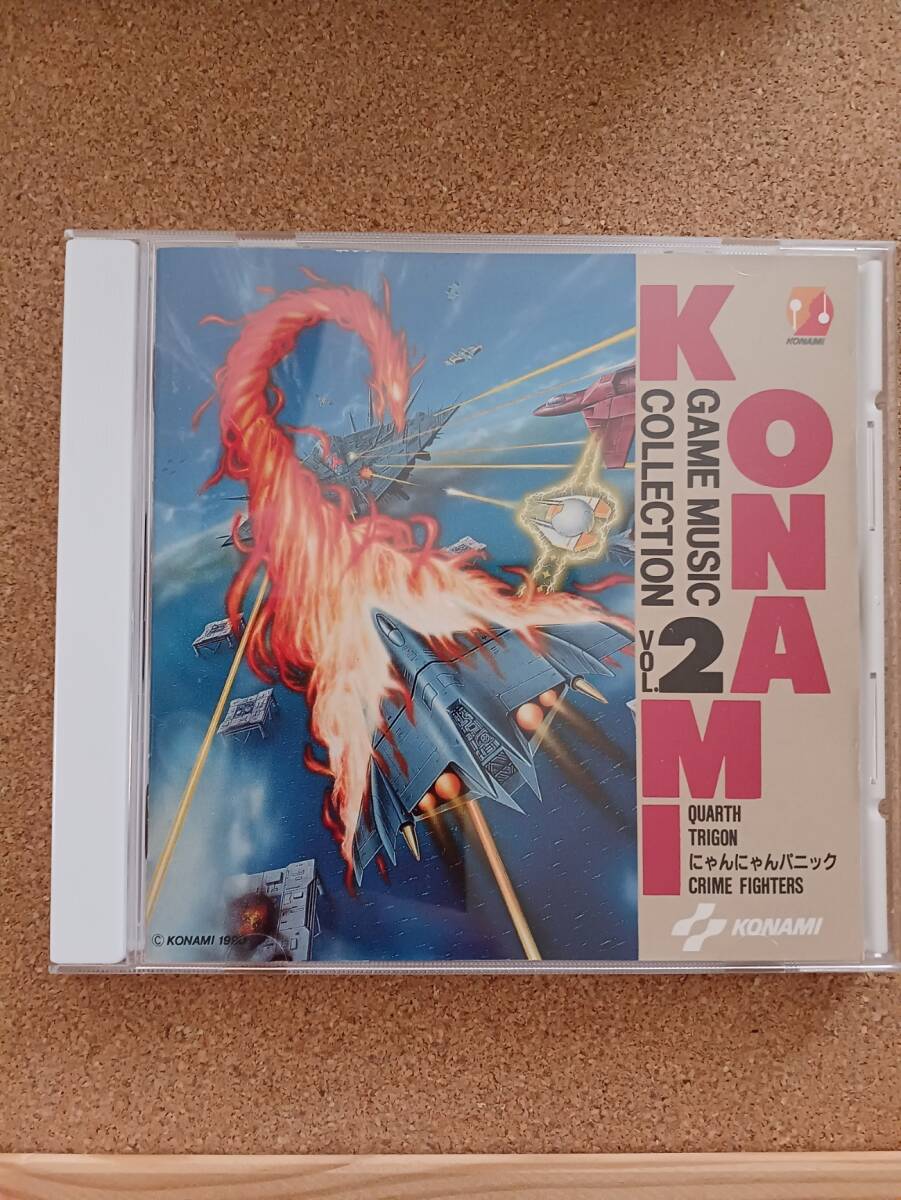 KONAMI
GAME MUSIC
COLLECTION
VOL. 2
KONAMI
QUARTH
TRIGON
にゃんにゃんパニック
CRIME FIGHTERS
KONAMI
© KONAMI